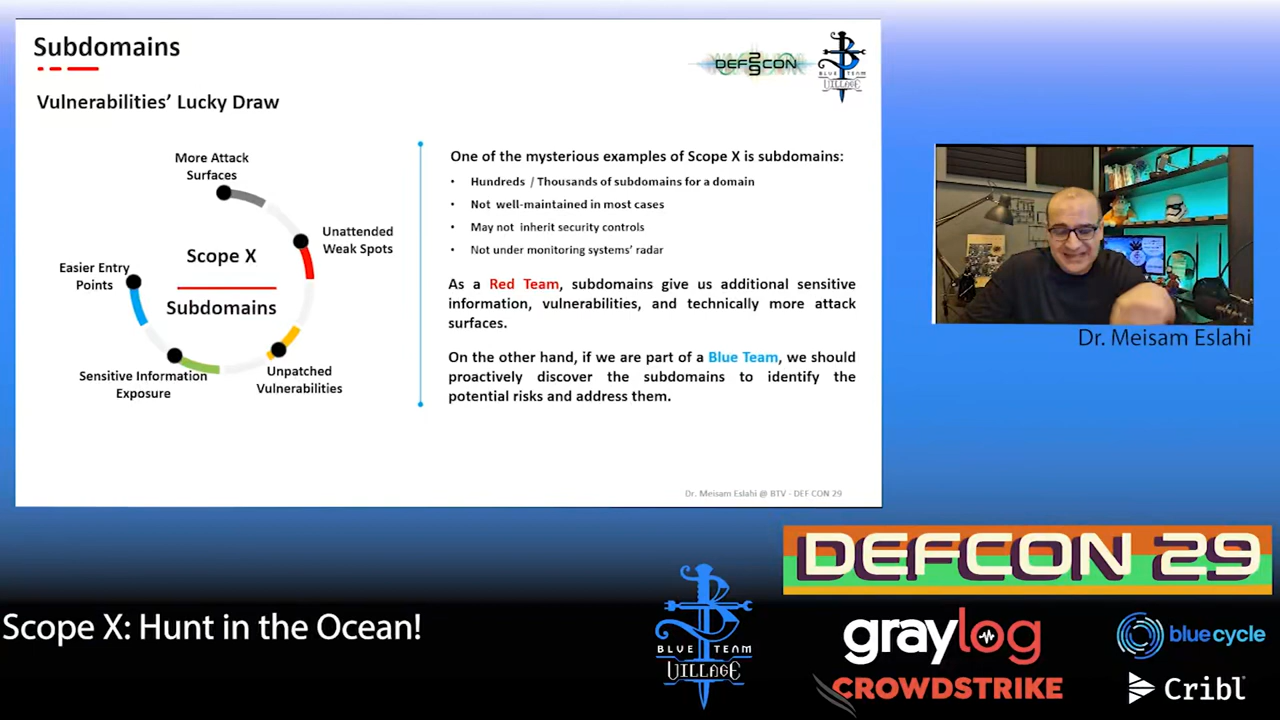 Subdomains
DEFCON
29
BLUE TEAM
VILLAGE
Vulnerabilities' Lucky Draw
More Attack
Surfaces
Unattended
Weak Spots
Scope X
Easier Entry
Points
Subdomains
Sensitive Information
Exposure
Unpatched
Vulnerabilities
One of the mysterious examples of Scope X is subdomains:
• Hundreds / Thousands of subdomains for a domain
• Not well-maintained in most cases
• May not inherit security controls
• Not under monitoring systems' radar
As a Red Team, subdomains give us additional sensitive
information, vulnerabilities, and technically more attack
surfaces.
On the other hand, if we are part of a Blue Team, we should
proactively discover the subdomains to identify the
potential risks and address them.
Dr. Meisam Eslahi @ BTV - DEF CON 29
Dr. Meisam Eslahi
DEFCON 29
Scope X: Hunt in the Ocean!
BLUE TEAM
VILLAGE
graylog
blue cycle
CROWDSTRIKE
Cribl